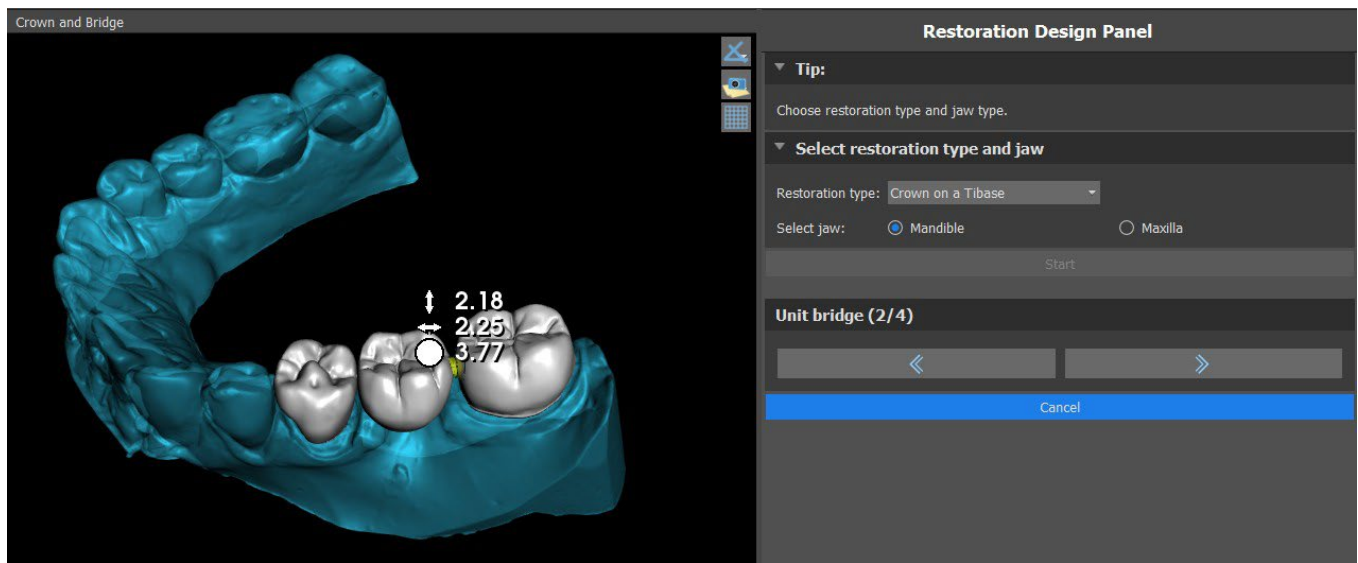 Crown and Bridge
2.18
2.25
3.77
Restoration Design Panel
Tip:
Choose restoration type and jaw type.
Select restoration type and jaw
Restoration type: Crown on a Tibase
Select jaw: Mandible Maxilla
Start
Unit bridge (2/4)
Cancel